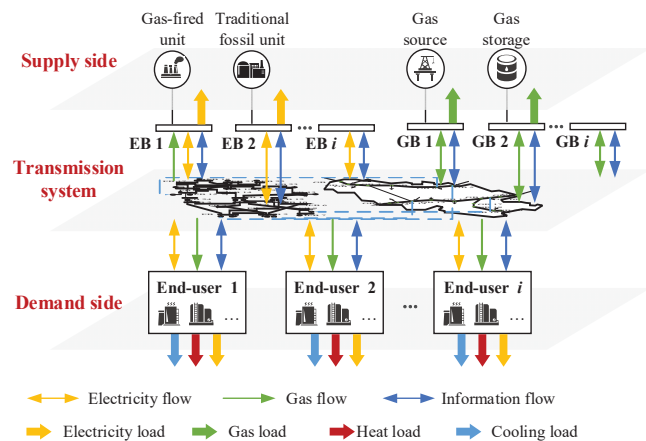 Gas-fired unit
Traditional fossil unit
Gas source
Gas storage
Supply side
EB 1
EB 2
...
EB i
GB 1
GB 2
...
GB i
Transmission system
End-user 1
...
End-user 2
...
...
End-user i
...
Demand side
Electricity flow
Gas flow
Information flow
Electricity load
Gas load
Heat load
Cooling load